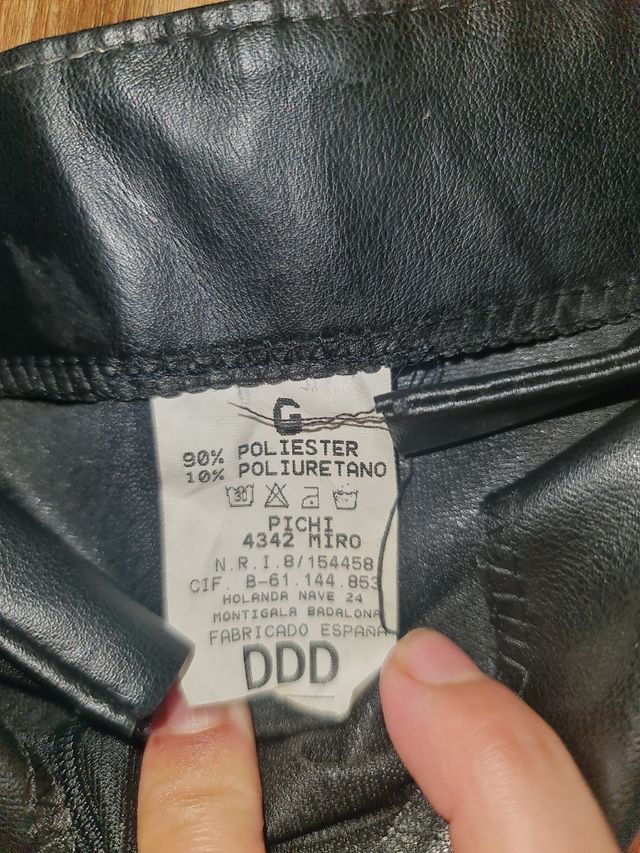 G
90% POLIESTER
10% POLIURETANO
PICHI
4342 MIRO
N.R.I.8/154458
CIF. B-61.144.853
HOLANDA NAVE 24
MONTIGALA BADALONA
FABRICADO ESPAÑA
DDD